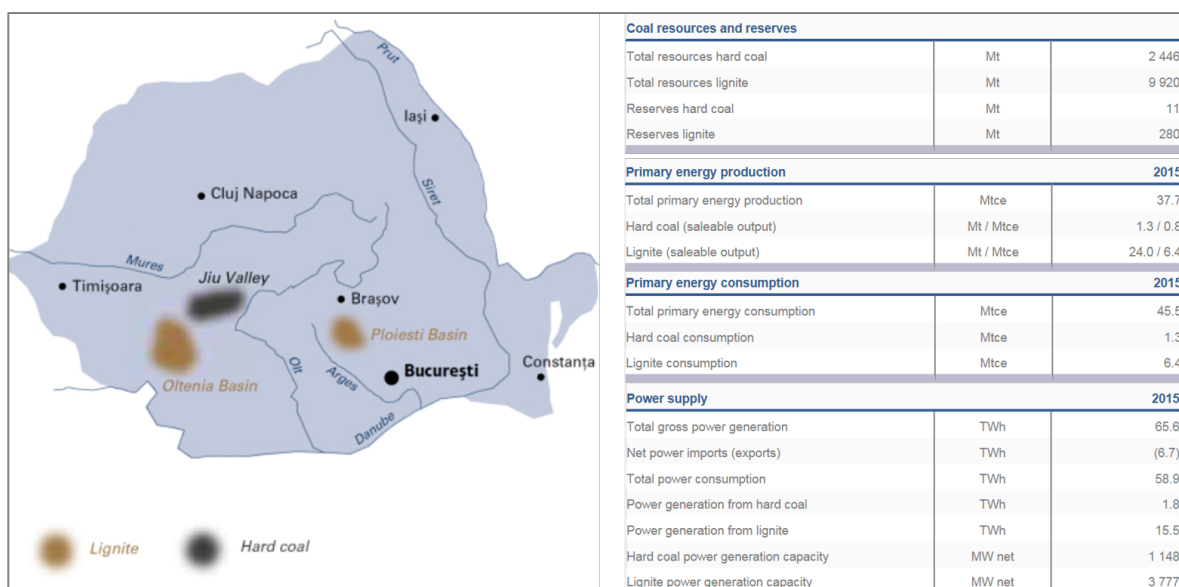 Prut
Iași
Siret
Cluj Napoca
Mures
Jiu Valley
Timișoara
Brașov
Ploiesti Basin
Constanța
București
Oltenia Basin
Olt
Arges
Danube
Lignite
Hard coal
Coal resources and reserves
Total resources hard coal Mt 2 446
Total resources lignite Mt 9 920
Reserves hard coal Mt 11
Reserves lignite Mt 280
Primary energy production 2015
Total primary energy production Mtce 37.7
Hard coal (saleable output) Mt / Mtce 1.3 / 0.8
Lignite (saleable output) Mt / Mtce 24.0 / 6.4
Primary energy consumption 2015
Total primary energy consumption Mtce 45.5
Hard coal consumption Mtce 1.3
Lignite consumption Mtce 6.4
Power supply 2015
Total gross power generation TWh 65.6
Net power imports (exports) TWh (6.7)
Total power consumption TWh 58.9
Power generation from hard coal TWh 1.8
Power generation from lignite TWh 15.5
Hard coal power generation capacity MW net 1 148
Lignite power generation capacity MW net 3 777